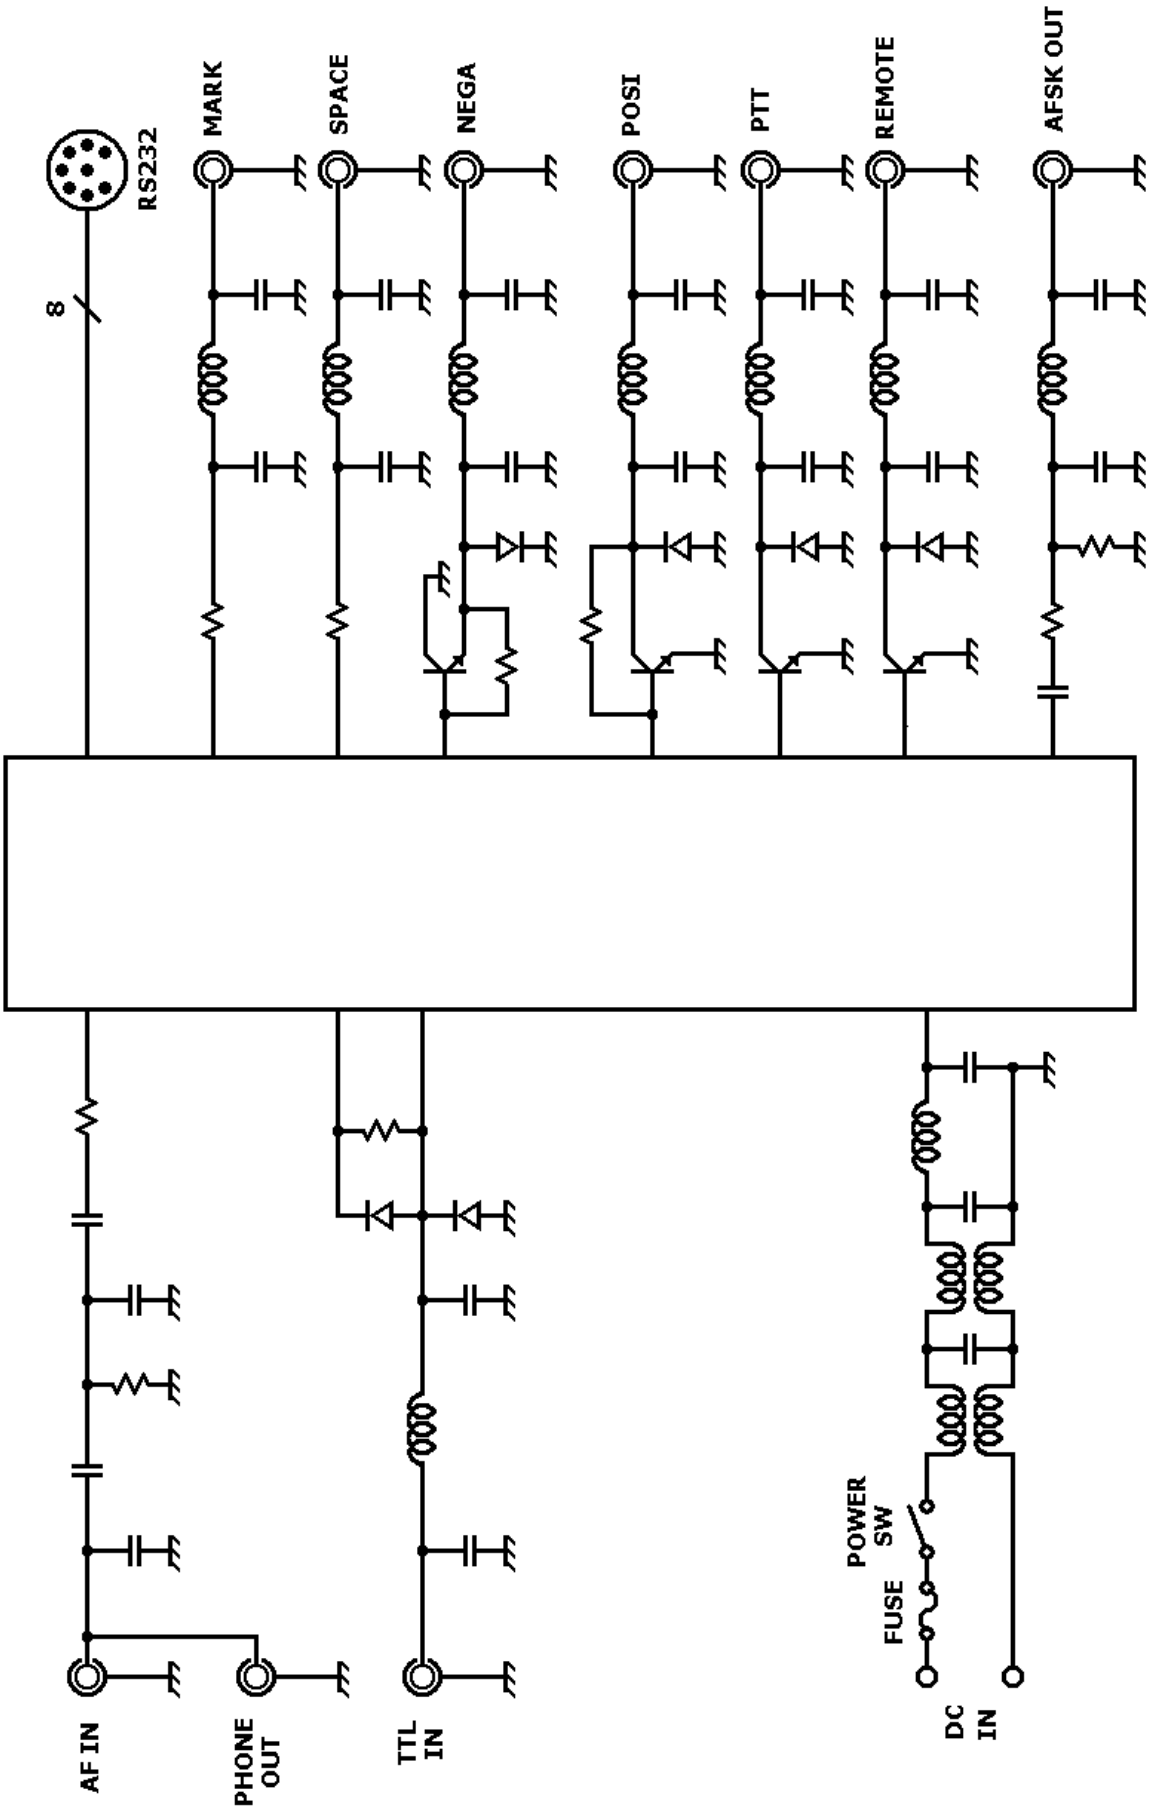 RS232
8
MARK
SPACE
NEGA
POSI
PTT
REMOTE
AFSK OUT
AF IN
PHONE
OUT
TTL
IN
POWER
SW
FUSE
DC
IN